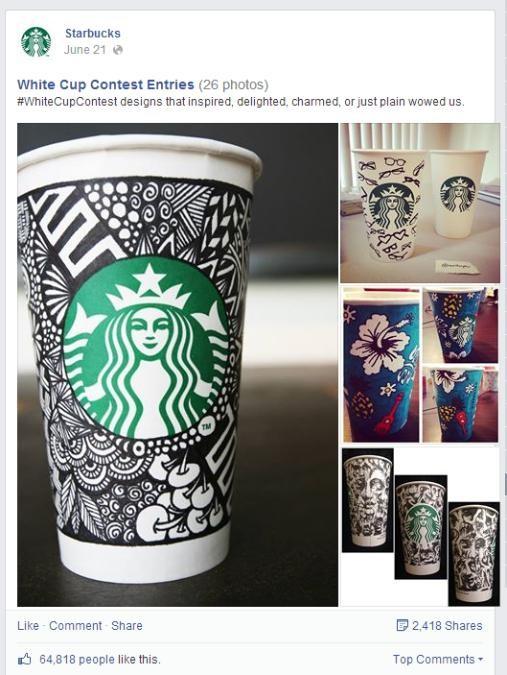 Starbucks
June 21
White Cup Contest Entries (26 photos)
#WhiteCupContest designs that inspired, delighted, charmed, or just plain wowed us.
TM
Like · Comment · Share
2,418 Shares
64,818 people like this.
Top Comments